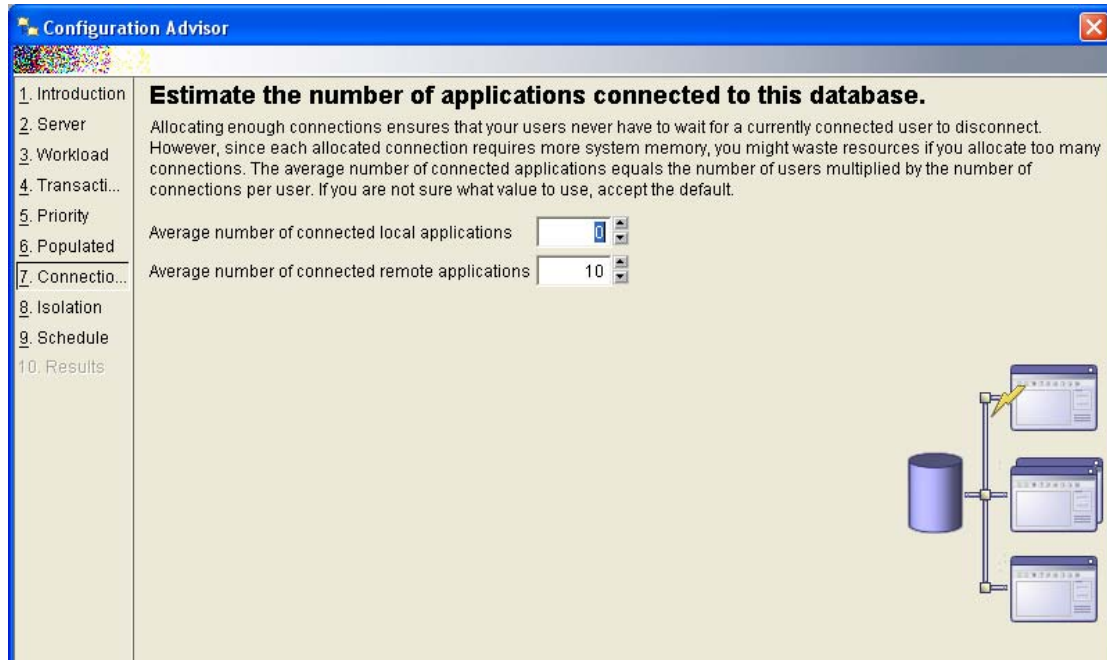 Configuration Advisor
1. Introduction
2. Server
3. Workload
4. Transacti...
5. Priority
6. Populated
7. Connectio...
8. Isolation
9. Schedule
10. Results
Estimate the number of applications connected to this database.
Allocating enough connections ensures that your users never have to wait for a currently connected user to disconnect.
However, since each allocated connection requires more system memory, you might waste resources if you allocate too many
connections. The average number of connected applications equals the number of users multiplied by the number of
connections per user. If you are not sure what value to use, accept the default.
Average number of connected local applications 0
Average number of connected remote applications 10